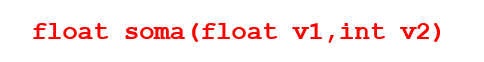 float soma(float v1,int v2)